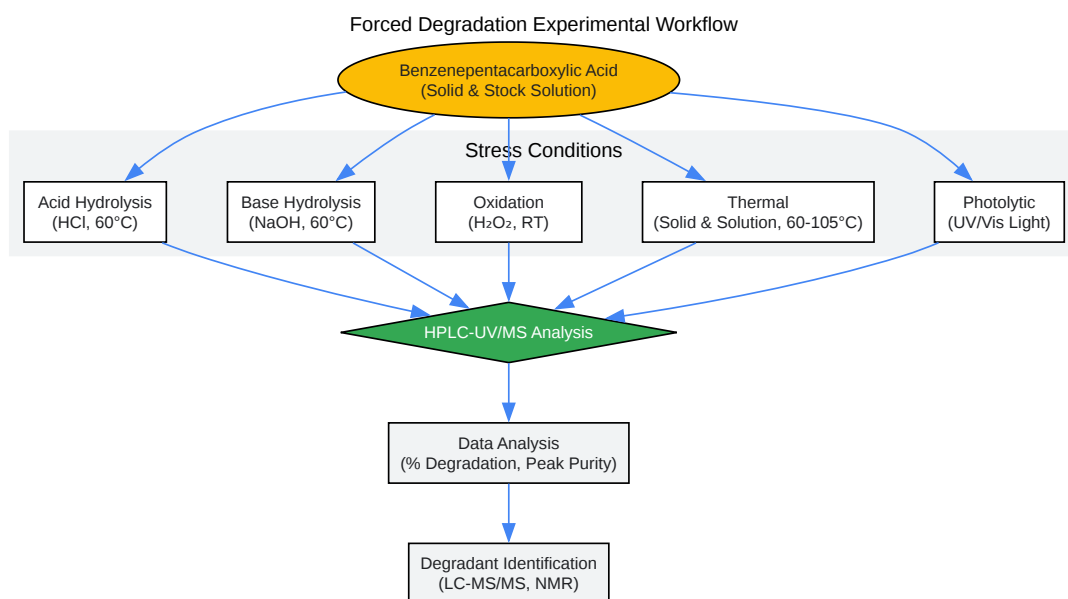 Forced Degradation Experimental Workflow
Benzenepentacarboxylic Acid
(Solid & Stock Solution)
Stress Conditions
Acid Hydrolysis
(HCl, 60°C)
Base Hydrolysis
(NaOH, 60°C)
Oxidation
(H₂O₂, RT)
Thermal
(Solid & Solution, 60-105°C)
Photolytic
(UV/Vis Light)
HPLC-UV/MS Analysis
Data Analysis
(% Degradation, Peak Purity)
Degradant Identification
(LC-MS/MS, NMR)